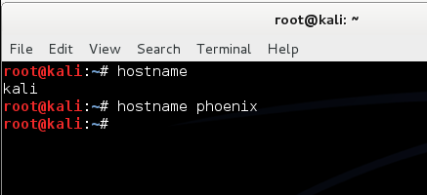 root@kali: ~
File Edit View Search Terminal Help
root@kali:~# hostname
kali
root@kali:~# hostname phoenix
root@kali:~#